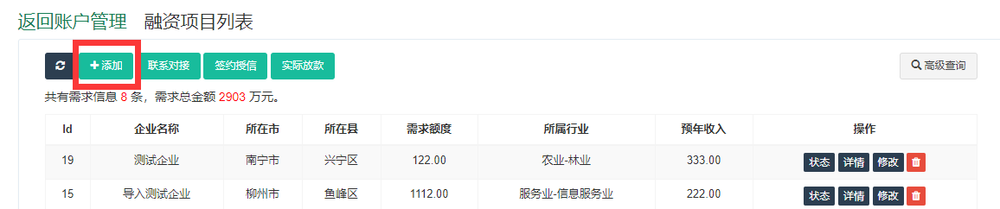 返回账户管理 融资项目列表
添加 联系对接 签约授信 实际放款 高级查询
共有需求信息 8 条，需求总金额 2903 万元。
Id 企业名称 所在市 所在县 需求额度 所属行业 预年收入 操作
19 测试企业 南宁市 兴宁区 122.00 农业-林业 333.00 状态 详情 修改
15 导入测试企业 柳州市 鱼峰区 1112.00 服务业-信息服务业 222.00 状态 详情 修改